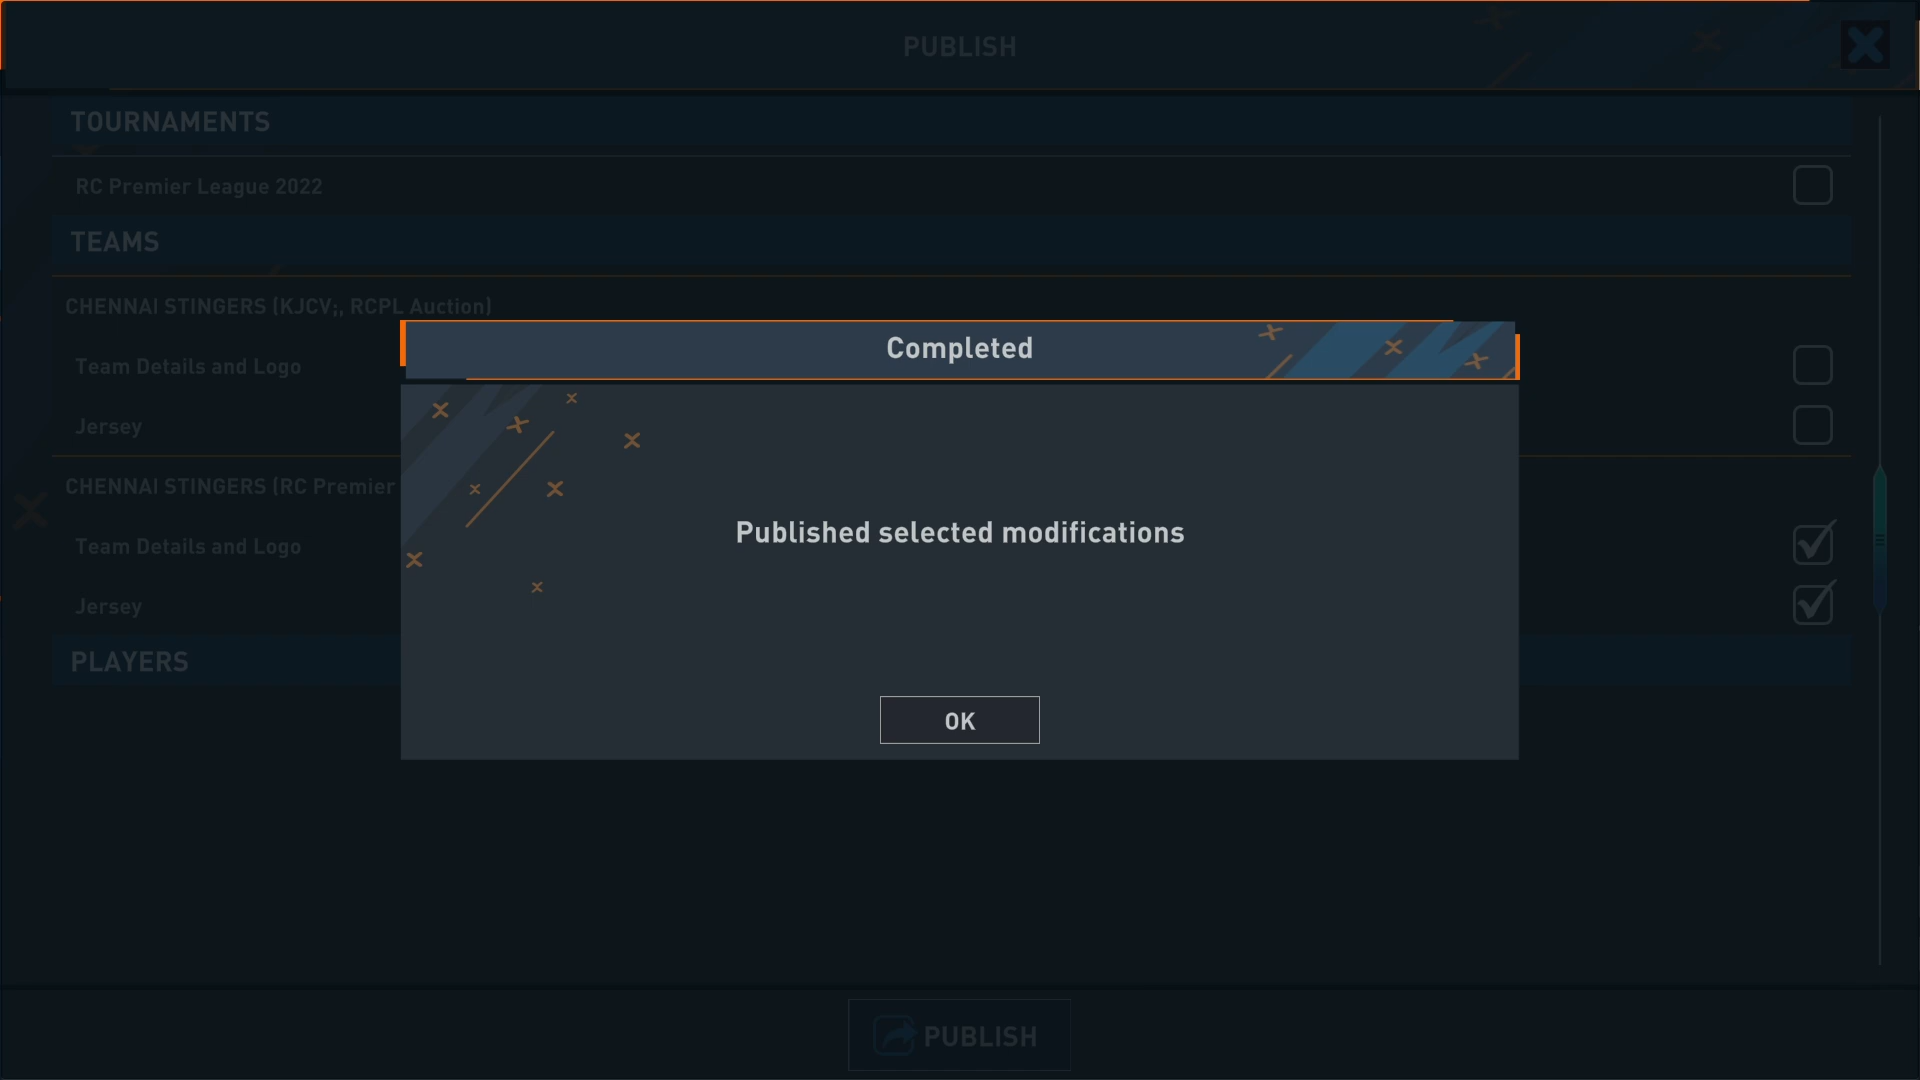 PUBLISH
TOURNAMENTS
RC Premier League 2022
TEAMS
CHENNAI STINGERS (KJCV;, RCPL Auction)
Completed
Team Details and Logo
Jersey
CHENNAI STINGERS (RC Premier
Published selected modifications
Team Details and Logo
Jersey
PLAYERS
OK
PUBLISH